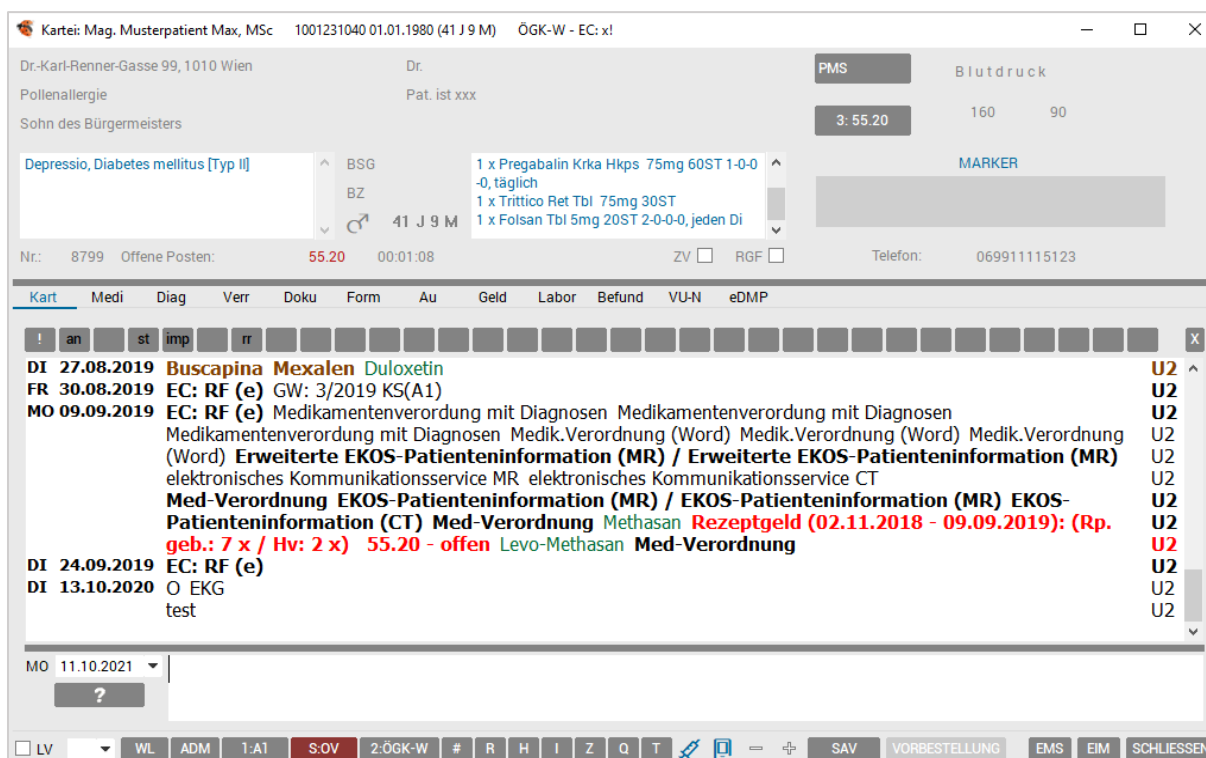 Kartei: Mag. Musterpatient Max, MSc 1001231040 01.01.1980 (41 J 9 M) ÖGK-W - EC: x!
Dr.-Karl-Renner-Gasse 99, 1010 Wien Dr. PMS Blutdruck
Pollenallergie Pat. ist xxx
160 90
Sohn des Bürgermeisters 3: 55.20
Depressio, Diabetes mellitus [Typ II] BSG 1 x Pregabalin Krka Hkps 75mg 60ST 1-0-0 MARKER
-0, täglich
BZ 1 x Trittico Ret Tbl 75mg 30ST
41 J 9 M 1 x Folsan Tbl 5mg 20ST 2-0-0-0, jeden Di
Nr.: 8799 Offene Posten: 55.20 00:01:08 ZV RGF Telefon: 069911115123
Kart Medi Diag Verr Doku Form Au Geld Labor Befund VU-N eDMP
! an st imp rr X
DI 27.08.2019 Buscapina Mexalen Duloxetin U2
FR 30.08.2019 EC: RF (e) GW: 3/2019 KS(A1) U2
MO 09.09.2019 EC: RF (e) Medikamentenverordung mit Diagnosen Medikamentenverordung mit Diagnosen U2
Medikamentenverordung mit Diagnosen Medik.Verordnung (Word) Medik.Verordnung (Word) Medik.Verordnung U2
(Word) Erweiterte EKOS-Patienteninformation (MR) / Erweiterte EKOS-Patienteninformation (MR) U2
elektronisches Kommunikationsservice MR elektronisches Kommunikationsservice CT U2
Med-Verordnung EKOS-Patienteninformation (MR) / EKOS-Patienteninformation (MR) EKOS- U2
Patienteninformation (CT) Med-Verordnung Methasan Rezeptgeld (02.11.2018 - 09.09.2019): (Rp. U2
geb.: 7 x / Hv: 2 x) 55.20 - offen Levo-Methasan Med-Verordnung U2
DI 24.09.2019 EC: RF (e) U2
DI 13.10.2020 O EKG U2
test U2
MO 11.10.2021
?
LV WL ADM 1:A1 S:OV 2:ÖGK-W # R H I Z Q T SAV VORBESTELLUNG EMS EIM SCHLIESSEN